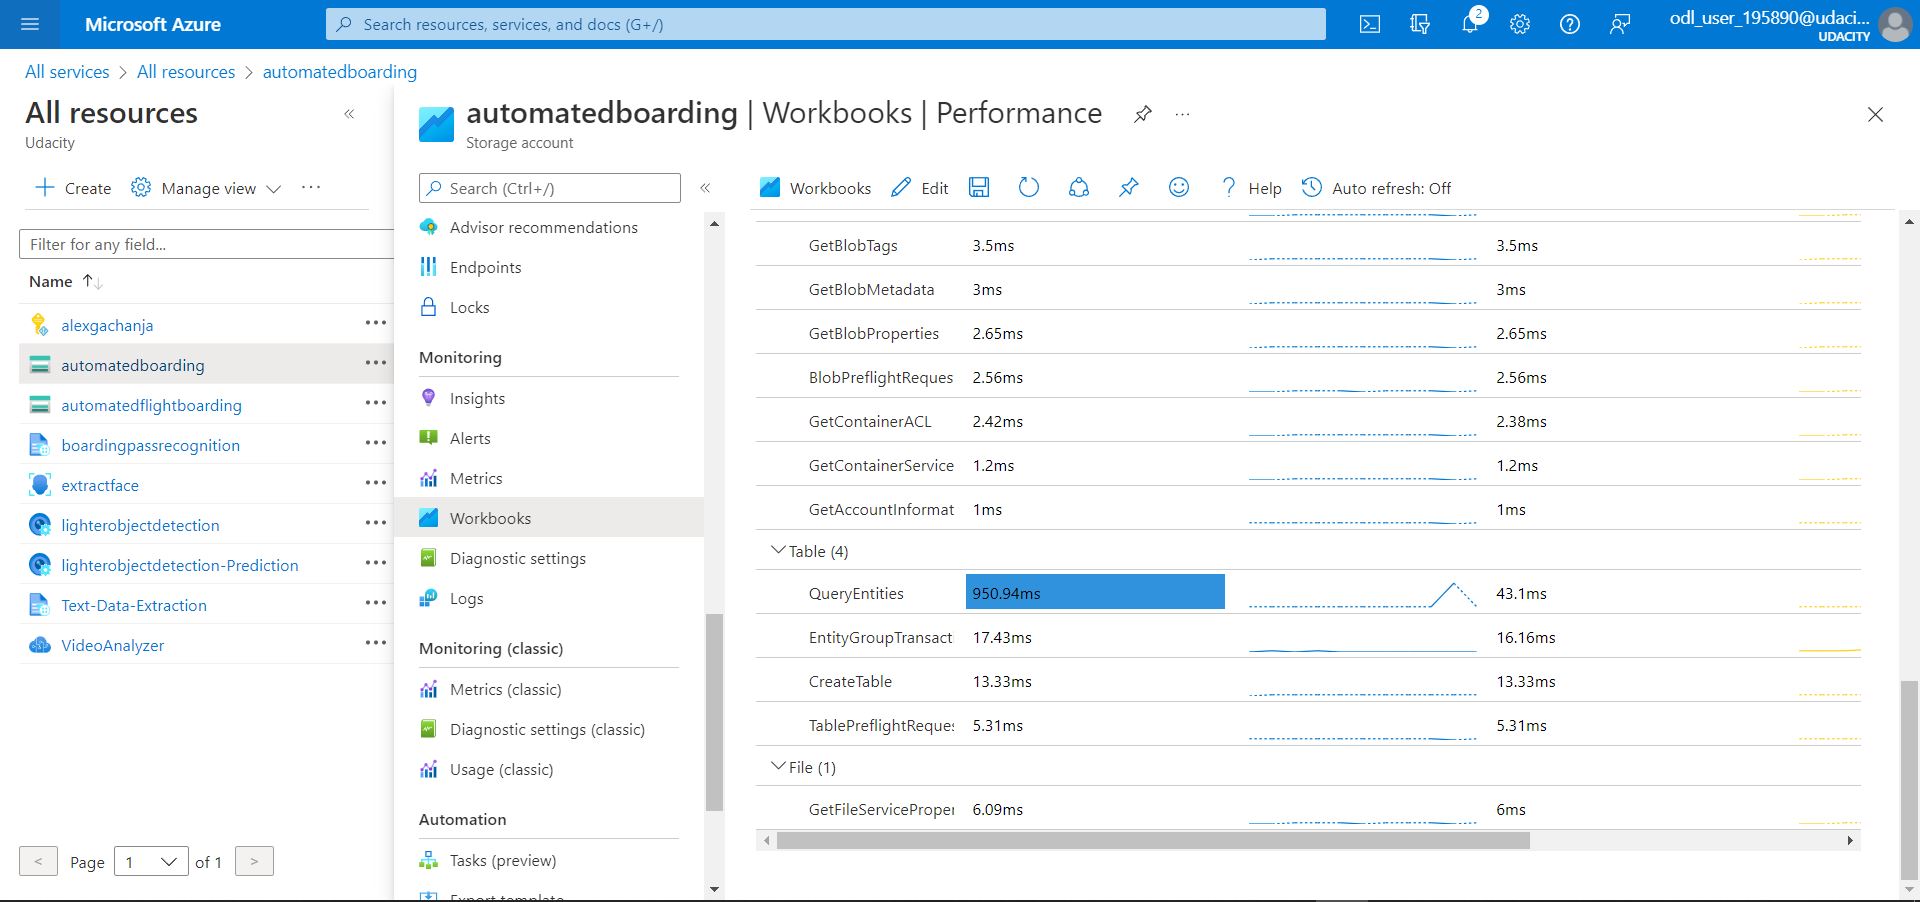 Microsoft Azure
Search resources, services, and docs (G+/)
2
odl_user_195890@udaci...
UDACITY
All services > All resources > automatedboarding
All resources
Udacity
Create
Manage view
Filter for any field...
Name
alexgachanja
automatedboarding
automatedflightboarding
boardingpassrecognition
extractface
lighterobjectdetection
lighterobjectdetection-Prediction
Text-Data-Extraction
VideoAnalyzer
< Page 1 of 1 >
automatedboarding | Workbooks | Performance
Storage account
Search (Ctrl+/)
Advisor recommendations
Endpoints
Locks
Monitoring
Insights
Alerts
Metrics
Workbooks
Diagnostic settings
Logs
Monitoring (classic)
Metrics (classic)
Diagnostic settings (classic)
Usage (classic)
Automation
Tasks (preview)
Export template
Workbooks Edit Help Auto refresh: Off
GetBlobTags 3.5ms 3.5ms
GetBlobMetadata 3ms 3ms
GetBlobProperties 2.65ms 2.65ms
BlobPreflightReques 2.56ms 2.56ms
GetContainerACL 2.42ms 2.38ms
GetContainerService 1.2ms 1.2ms
GetAccountInformat 1ms 1ms
Table (4)
QueryEntities 950.94ms 43.1ms
EntityGroupTransacti 17.43ms 16.16ms
CreateTable 13.33ms 13.33ms
TablePreflightReques 5.31ms 5.31ms
File (1)
GetFileServiceProper 6.09ms 6ms